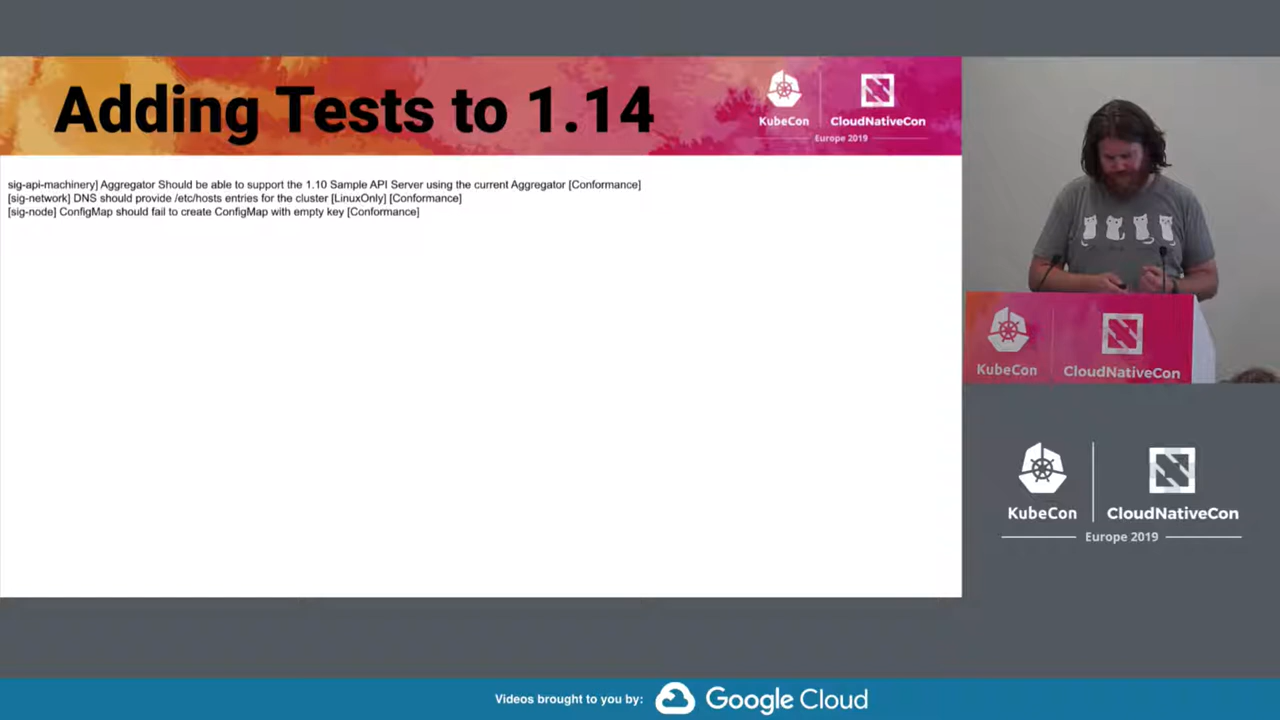 Adding Tests to 1.14
KubeCon
CloudNativeCon
Europe 2019
sig-api-machinery] Aggregator Should be able to support the 1.10 Sample API Server using the current Aggregator [Conformance]
[sig-network] DNS should provide /etc/hosts entries for the cluster [LinuxOnly] [Conformance]
[sig-node] ConfigMap should fail to create ConfigMap with empty key [Conformance]
KubeCon
CloudNativeCon
KubeCon
CloudNativeCon
Europe 2019
Videos brought to you by:
Google Cloud